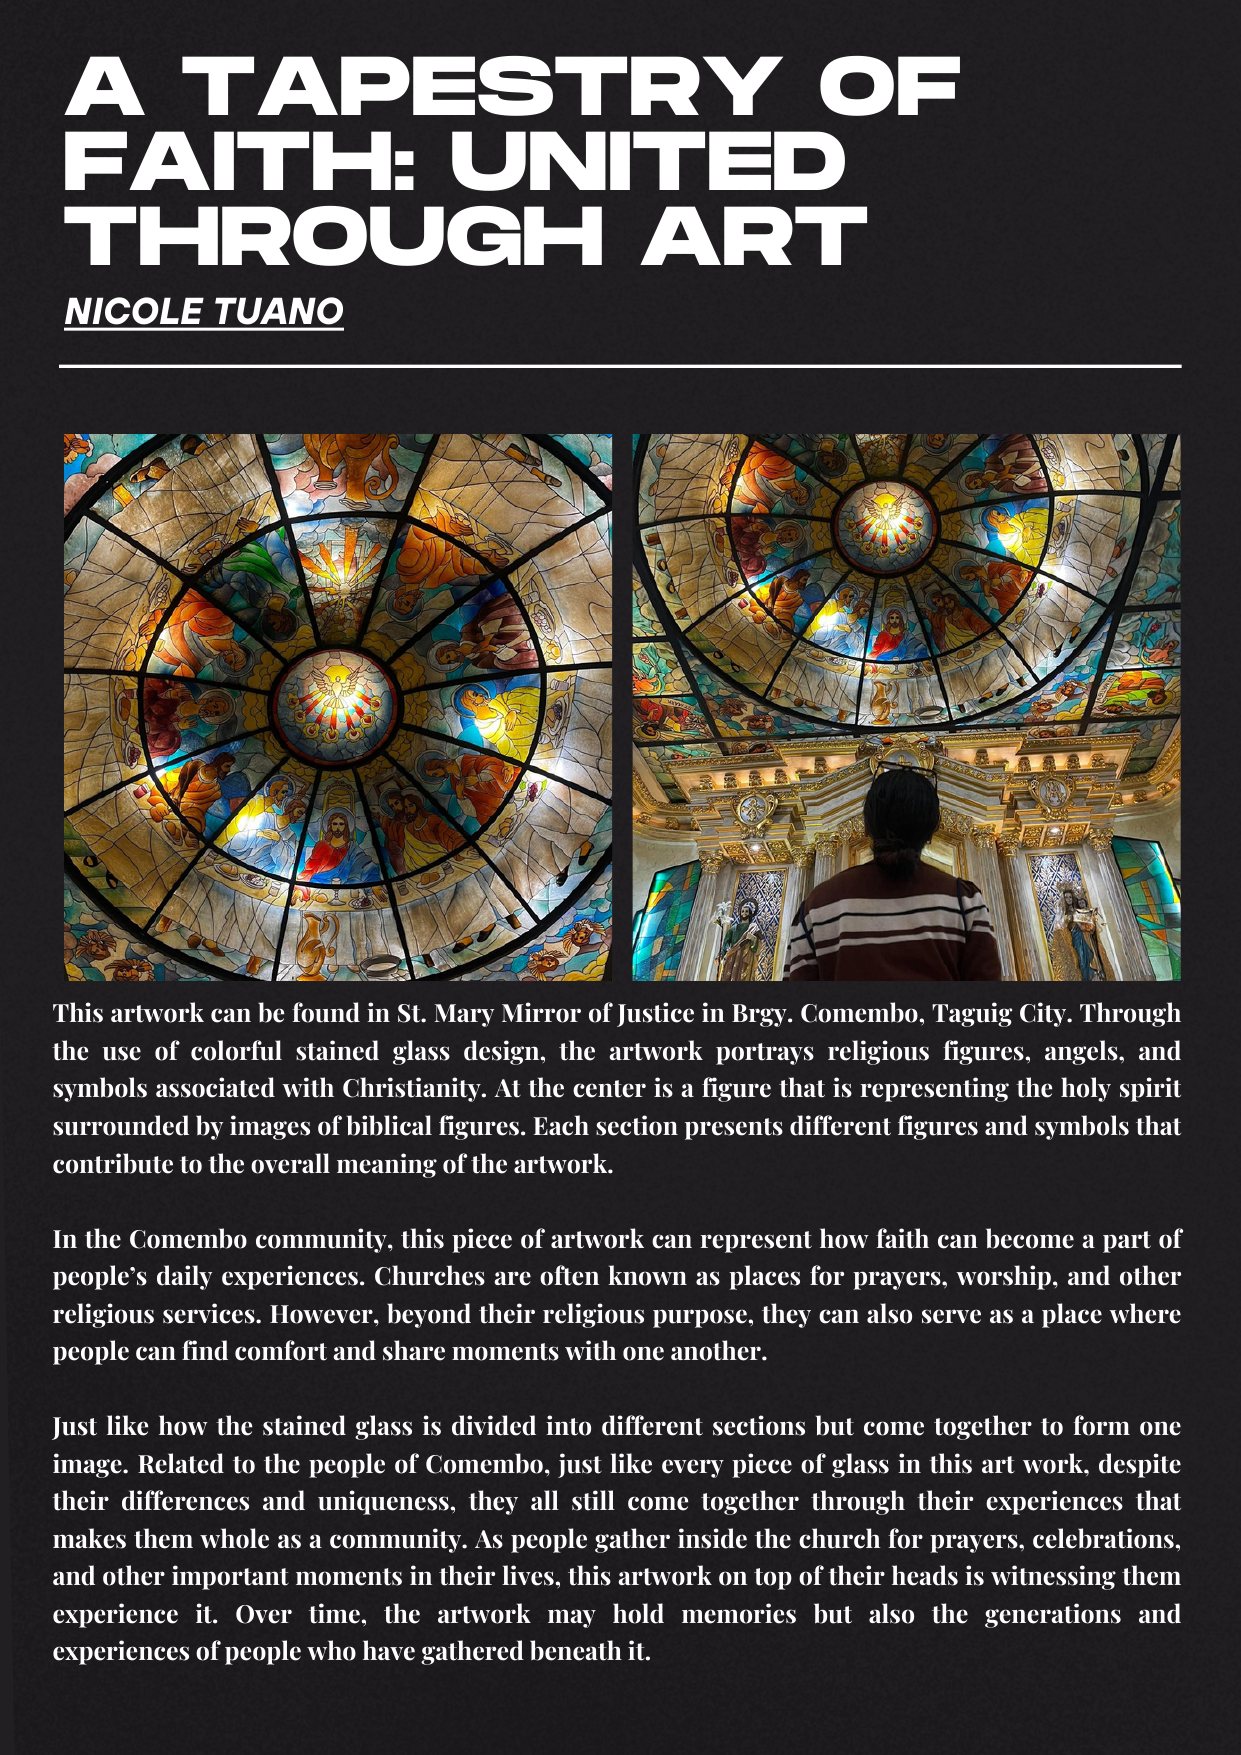 A TAPESTRY OF
FAITH: UNITED
THROUGH ART
NICOLE TUANO
This artwork can be found in St. Mary Mirror of Justice in Brgy. Comembo, Taguig City. Through
the use of colorful stained glass design, the artwork portrays religious figures, angels, and
symbols associated with Christianity. At the center is a figure that is representing the holy spirit
surrounded by images of biblical figures. Each section presents different figures and symbols that
contribute to the overall meaning of the artwork.
In the Comembo community, this piece of artwork can represent how faith can become a part of
people’s daily experiences. Churches are often known as places for prayers, worship, and other
religious services. However, beyond their religious purpose, they can also serve as a place where
people can find comfort and share moments with one another.
Just like how the stained glass is divided into different sections but come together to form one
image. Related to the people of Comembo, just like every piece of glass in this art work, despite
their differences and uniqueness, they all still come together through their experiences that
makes them whole as a community. As people gather inside the church for prayers, celebrations,
and other important moments in their lives, this artwork on top of their heads is witnessing them
experience it. Over time, the artwork may hold memories but also the generations and
experiences of people who have gathered beneath it.